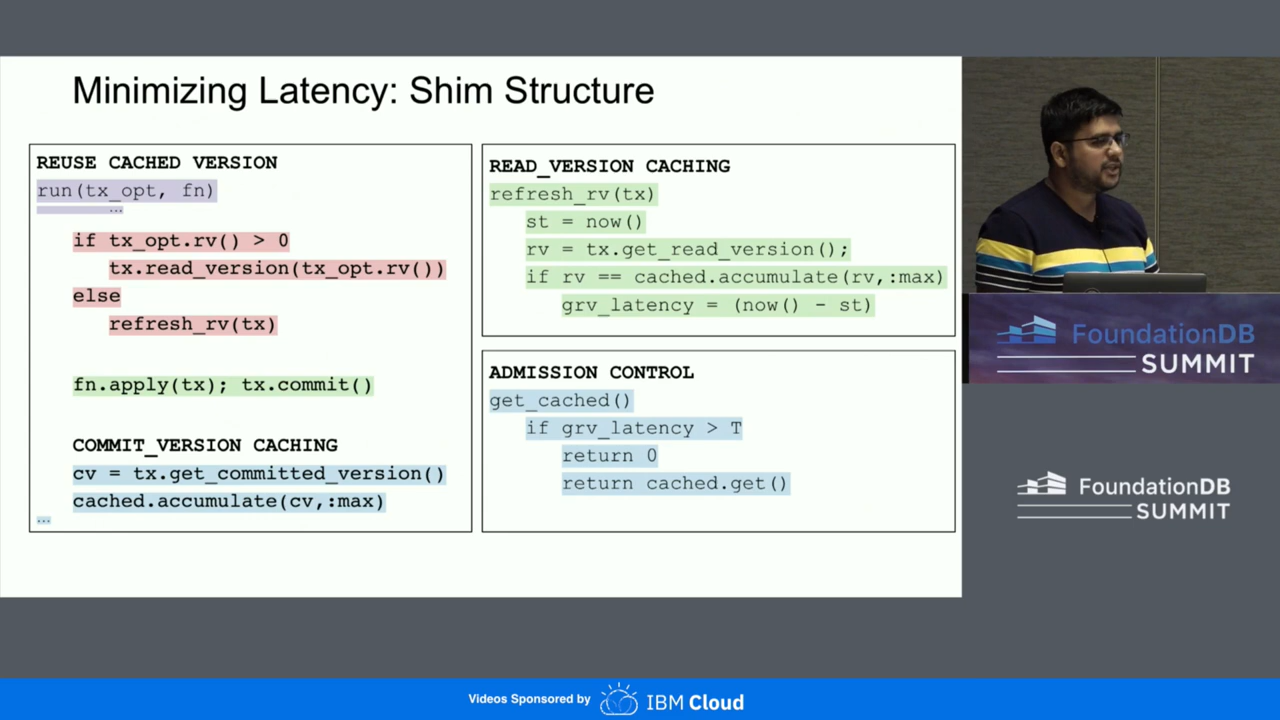 Minimizing Latency: Shim Structure
REUSE CACHED VERSION
run(tx_opt, fn)
...
if tx_opt.rv() > 0
tx.read_version(tx_opt.rv())
else
refresh_rv(tx)
fn.apply(tx); tx.commit()
COMMIT_VERSION CACHING
cv = tx.get_committed_version()
cached.accumulate(cv,:max)
...
READ_VERSION CACHING
refresh_rv(tx)
st = now()
rv = tx.get_read_version();
if rv == cached.accumulate(rv,:max)
grv_latency = (now() - st)
ADMISSION CONTROL
get_cached()
if grv_latency > T
return 0
return cached.get()
FoundationDB
SUMMIT
FoundationDB
SUMMIT
Videos Sponsored by IBM Cloud